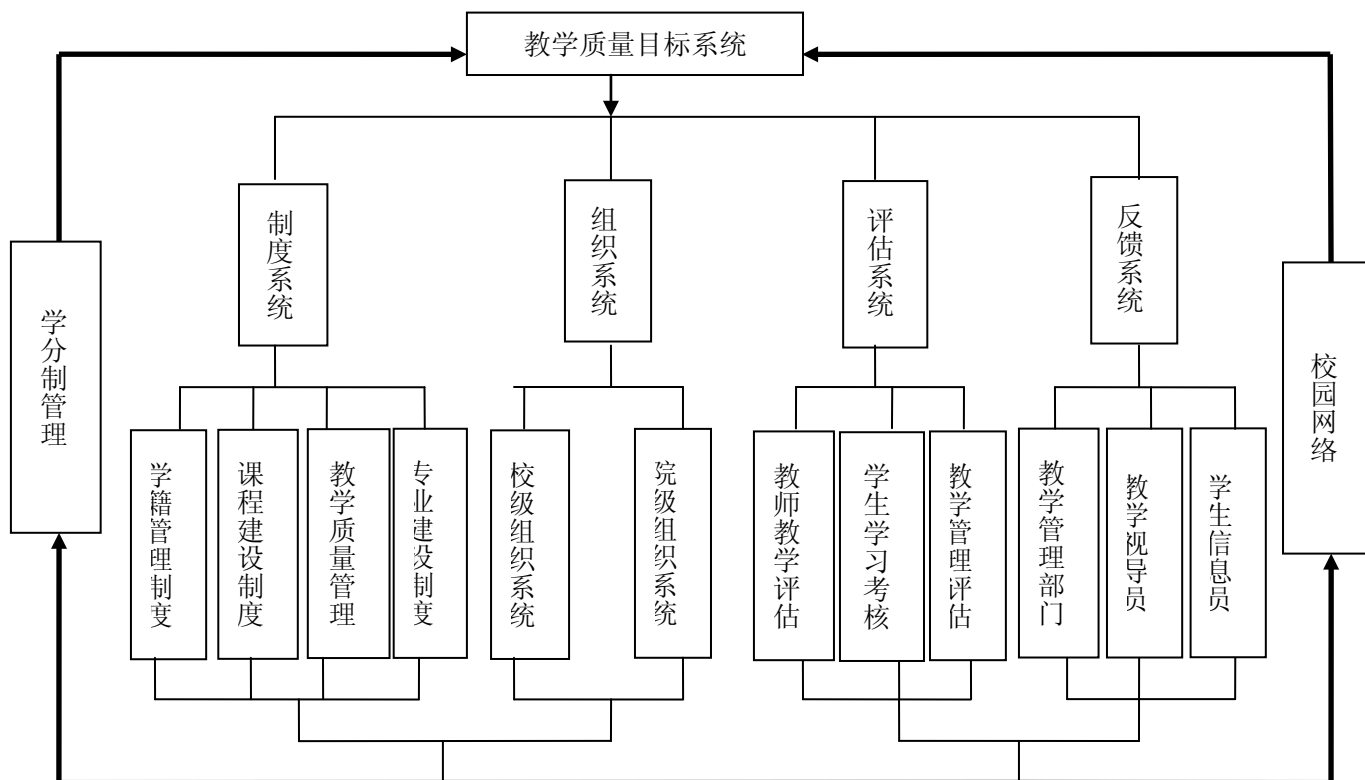 教学质量目标系统
制度系统
组织系统
评估系统
反馈系统
学分制管理
校园网络
学籍管理制度
课程建设制度
教学质量管理
专业建设制度
校级组织系统
院级组织系统
教师教学评估
学生学习考核
教学管理评估
教学管理部门
教学视导员
学生信息员